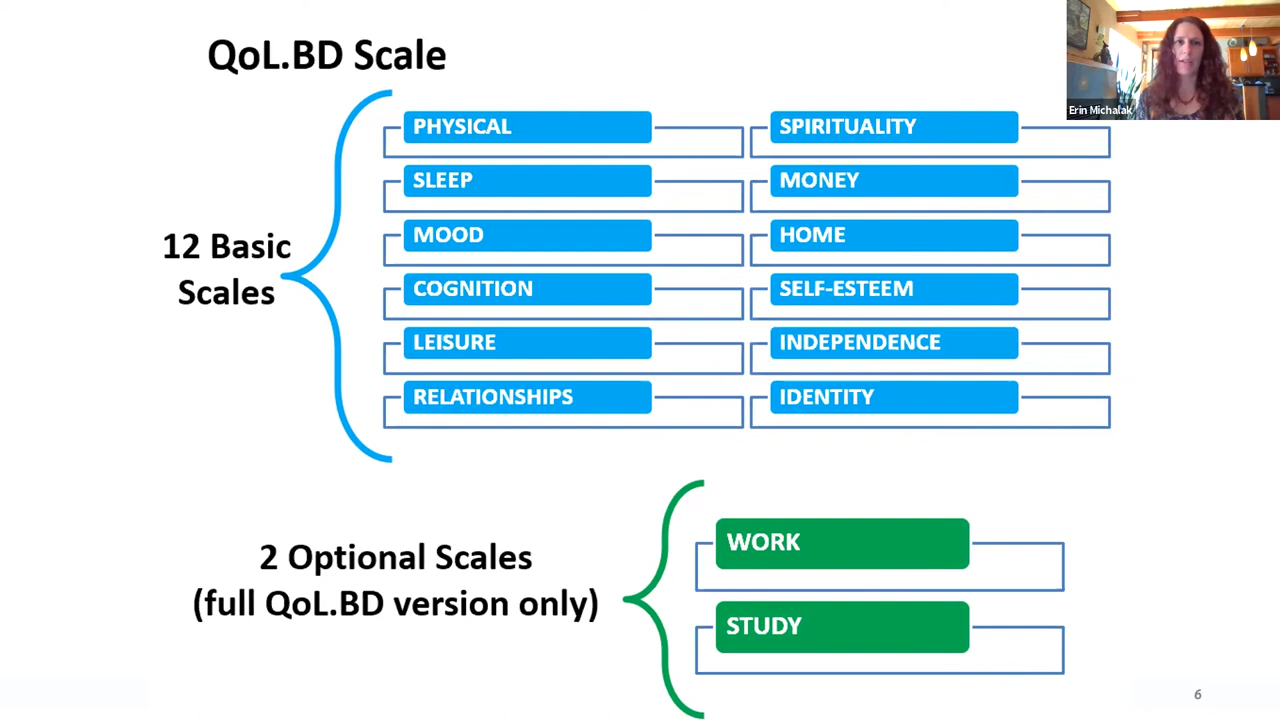 QoL.BD Scale
Erin Michalak
12 Basic
Scales
PHYSICAL
SLEEP
MOOD
COGNITION
LEISURE
RELATIONSHIPS
SPIRITUALITY
MONEY
HOME
SELF-ESTEEM
INDEPENDENCE
IDENTITY
2 Optional Scales
(full QoL.BD version only)
WORK
STUDY
6